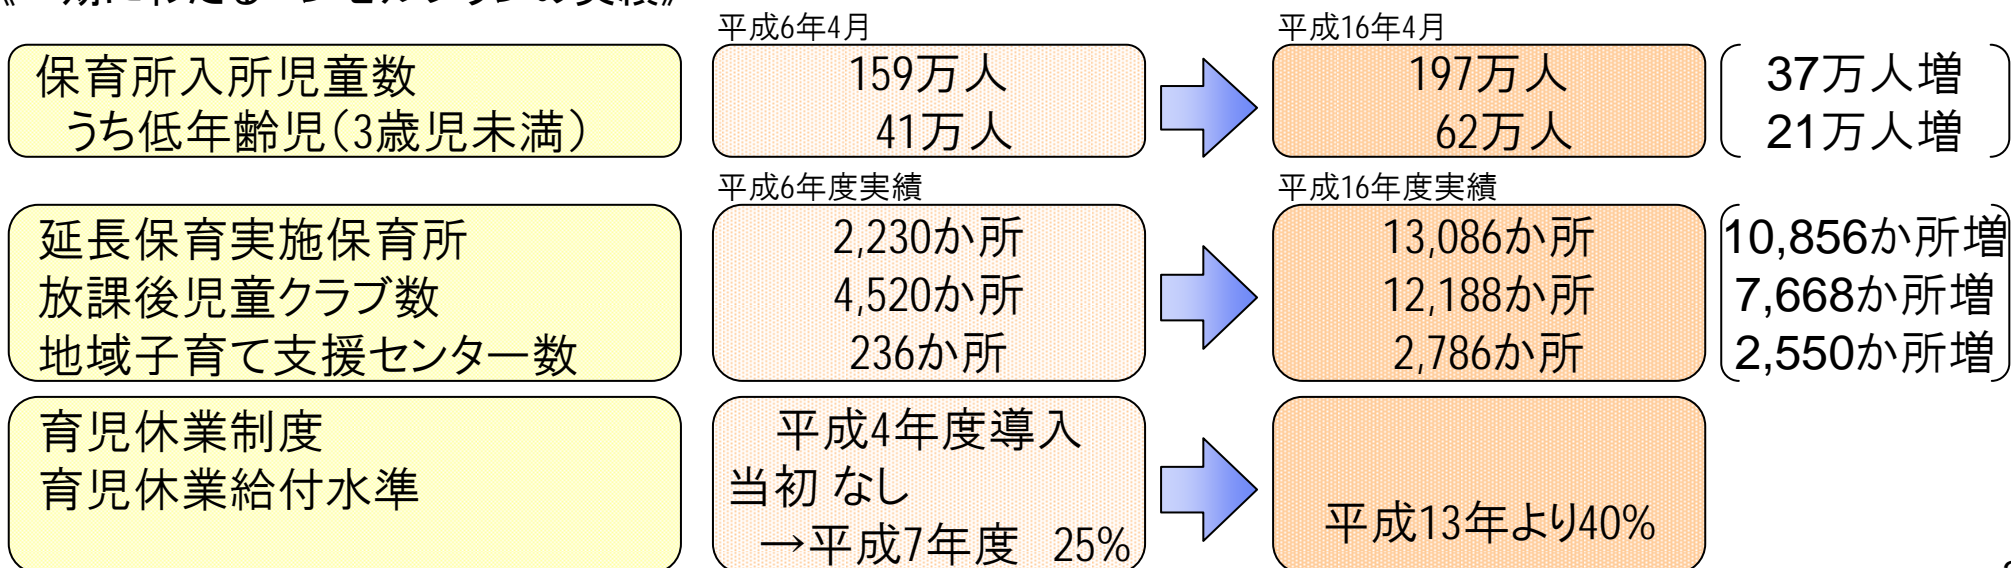 平成6年4月
平成16年4月
保育所入所児童数
うち低年齢児(3歳児未満)
159万人
41万人
197万人
62万人
37万人増
21万人増
平成6年度実績
平成16年度実績
延長保育実施保育所
放課後児童クラブ数
地域子育て支援センター数
2,230か所
4,520か所
236か所
13,086か所
12,188か所
2,786か所
10,856か所増
7,668か所増
2,550か所増
育児休業制度
育児休業給付水準
平成4年度導入
当初 なし
→平成7年度 25%
平成13年より40%